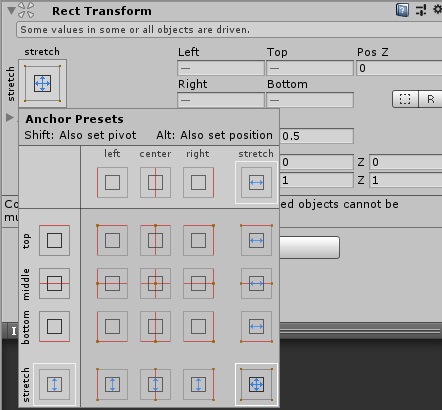 Rect Transform
Some values in some or all objects are driven.
stretch
stretch
Left Top Pos Z
— — 0
Right Bottom
— — R
Anchor Presets
Shift: Also set pivot Alt: Also set position
0.5
left center right stretch
0 Z 0
1 Z 1
Co ed objects cannot be
mu
top
middle
bottom
stretch
I